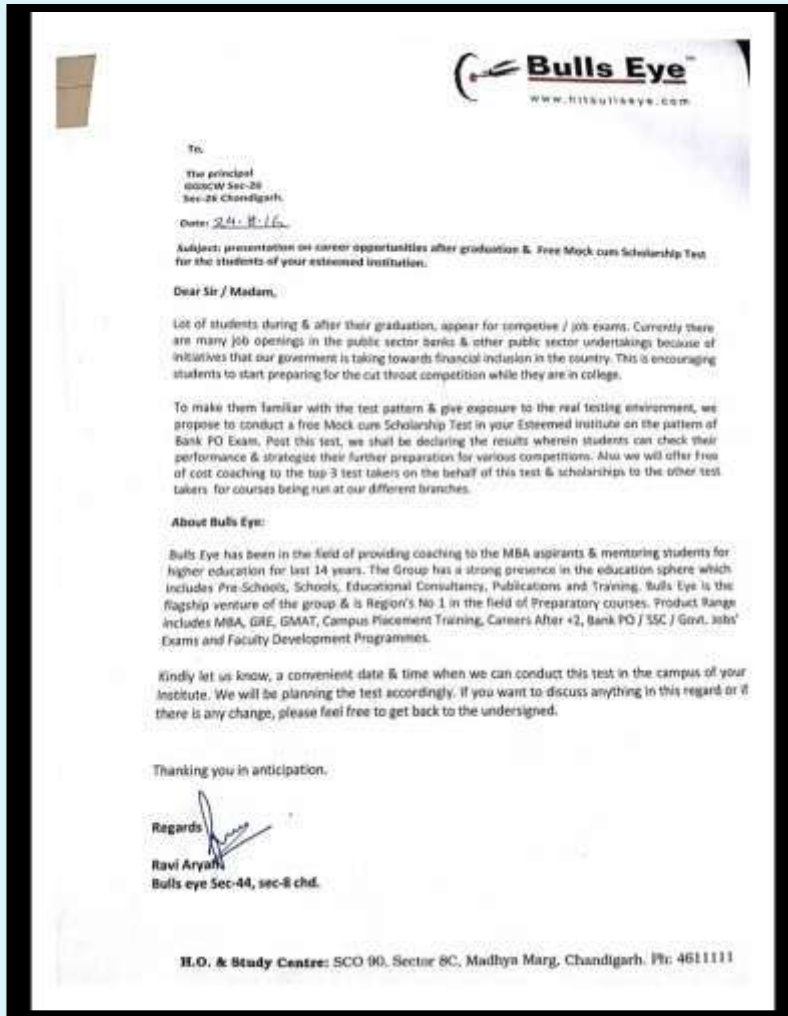 Bulls Eye™
www.hitbullseye.com
To,
The principal
GGSCW Sec-26
Sec-26 Chandigarh.
Date: 24.8.16
Subject: presentation on career opportunities after graduation & Free Mock cum Scholarship Test
for the students of your esteemed institution.
Dear Sir / Madam,
Lot of students during & after their graduation, appear for competive / job exams. Currently there
are many job openings in the public sector banks & other public sector undertakings because of
initiatives that our goverment is taking towards financial inclusion in the country. This is encouraging
students to start preparing for the cut throat competition while they are in college.
To make them familiar with the test pattern & give exposure to the real testing environment, we
propose to conduct a free Mock cum Scholarship Test in your Esteemed institute on the pattern of
Bank PO Exam. Post this test, we shall be declaring the results wherein students can check their
performance & strategize their further preparation for various competitions. Also we will offer free
of cost coaching to the top 3 test takers on the behalf of this test & scholarships to the other test
takers for courses being run at our different branches.
About Bulls Eye:
Bulls Eye has been in the field of providing coaching to the MBA aspirants & mentoring students for
higher education for last 14 years. The Group has a strong presence in the education sphere which
includes Pre-Schools, Schools, Educational Consultancy, Publications and Training. Bulls Eye is the
flagship venture of the group & is Region's No 1 in the field of Preparatory courses. Product Range
includes MBA, GRE, GMAT, Campus Placement Training, Careers After +2, Bank PO / SSC / Govt. Jobs'
Exams and Faculty Development Programmes.
Kindly let us know, a convenient date & time when we can conduct this test in the campus of your
Institute. We will be planning the test accordingly. If you want to discuss anything in this regard or if
there is any change, please feel free to get back to the undersigned.
Thanking you in anticipation.
Regards
Ravi Aryan
Bulls eye Sec-44, sec-8 chd.
H.O. & Study Centre: SCO 90, Sector 8C, Madhya Marg, Chandigarh. Ph: 4611111